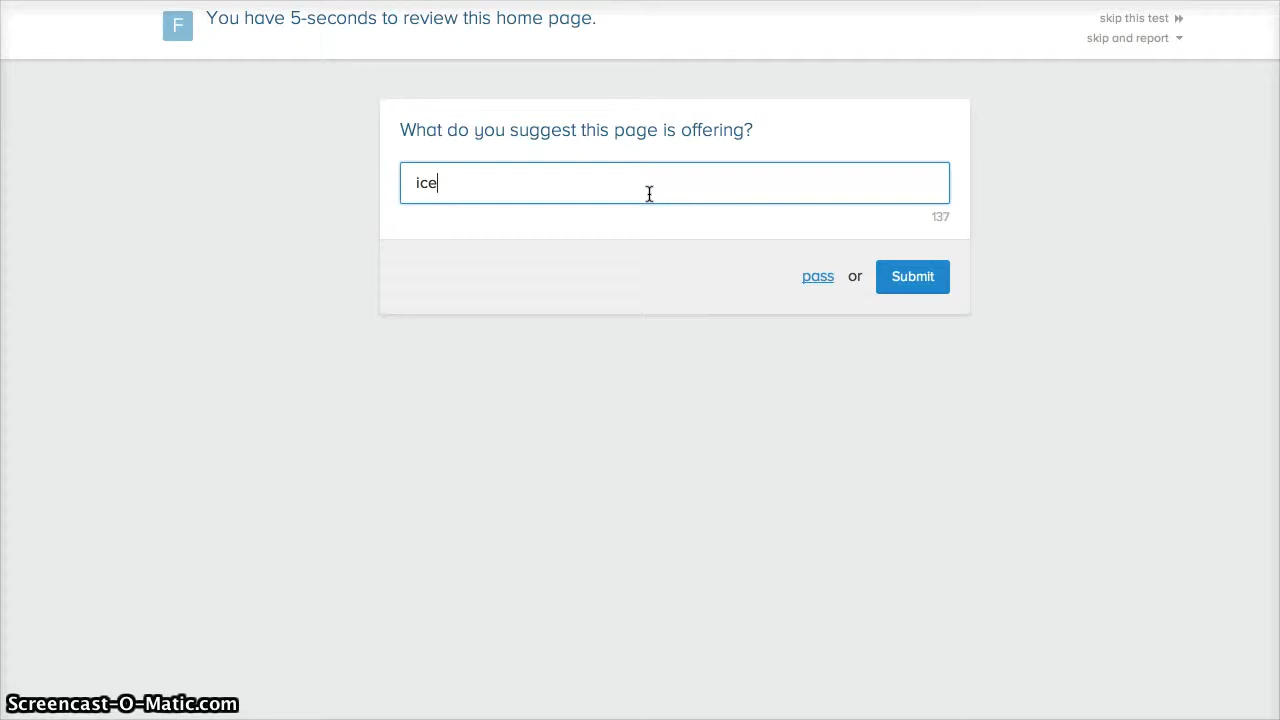 F
You have 5-seconds to review this home page.
skip this test
skip and report
What do you suggest this page is offering?
ice
137
pass or Submit
Screencast-O-Matic.com